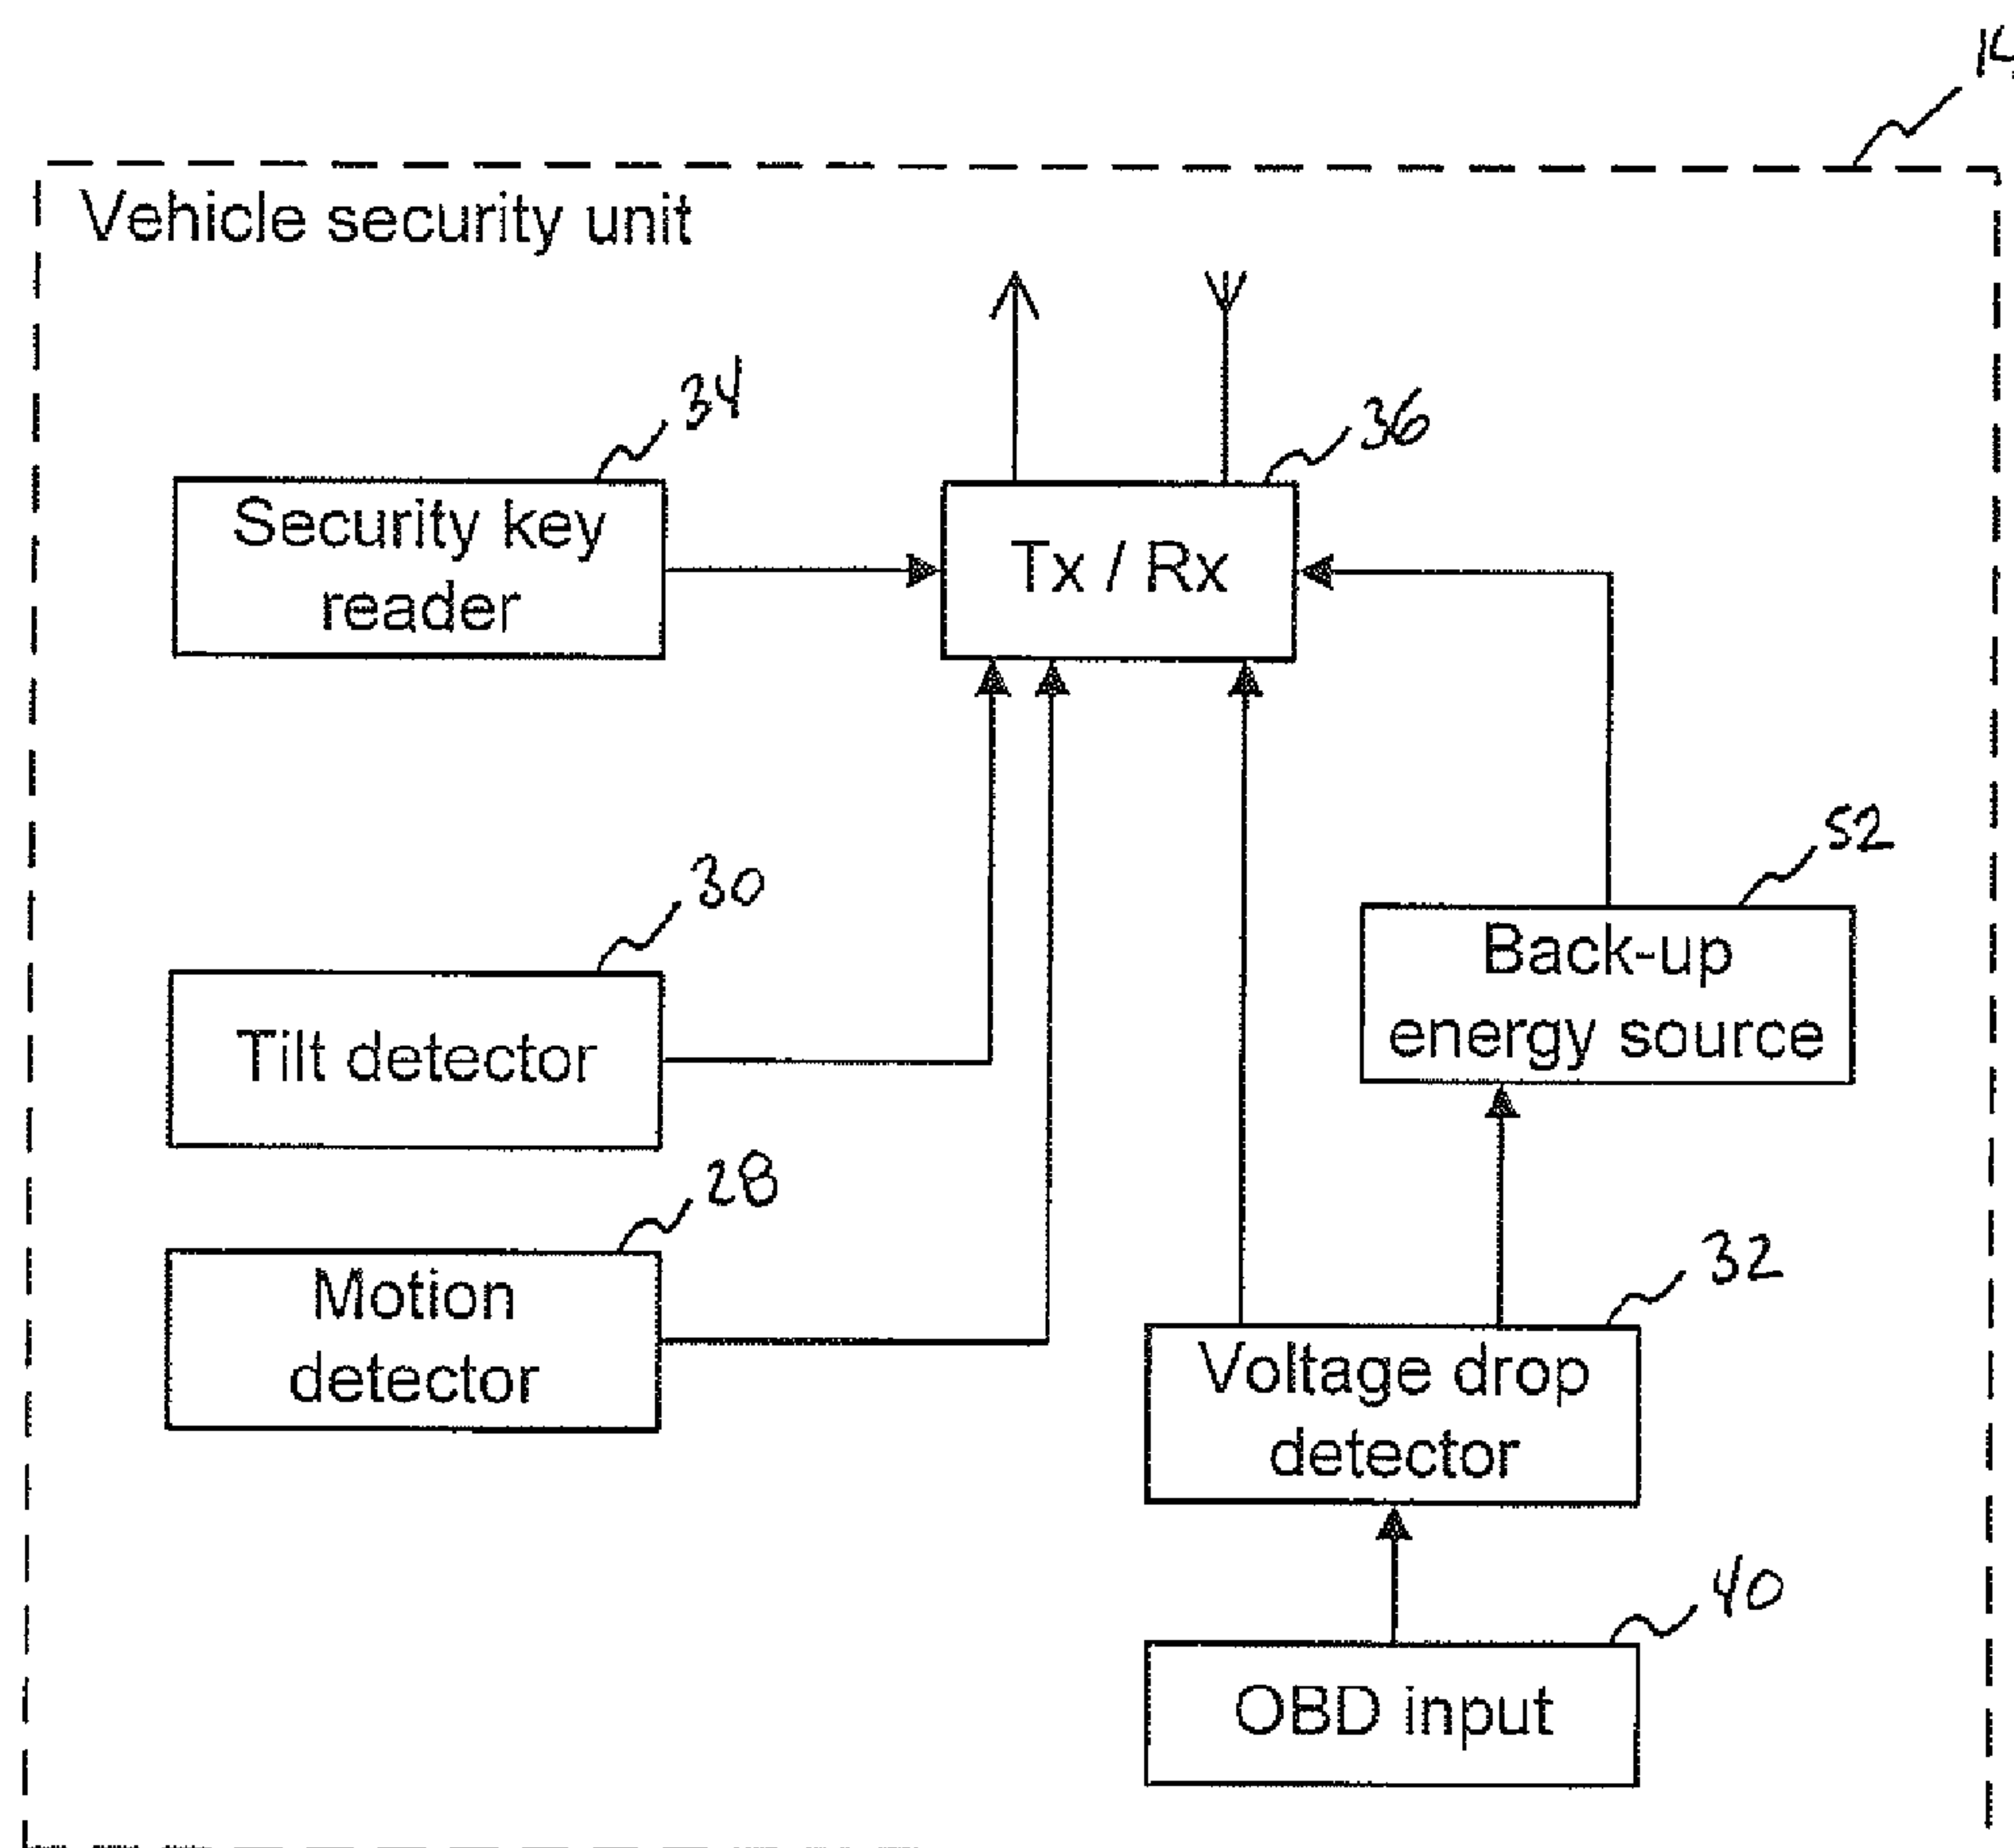 14
Vehicle security unit
34
36
Security key
reader
Tx / Rx
52
30
Back-up
energy source
Tilt detector
28
32
Motion
detector
Voltage drop
detector
40
OBD input